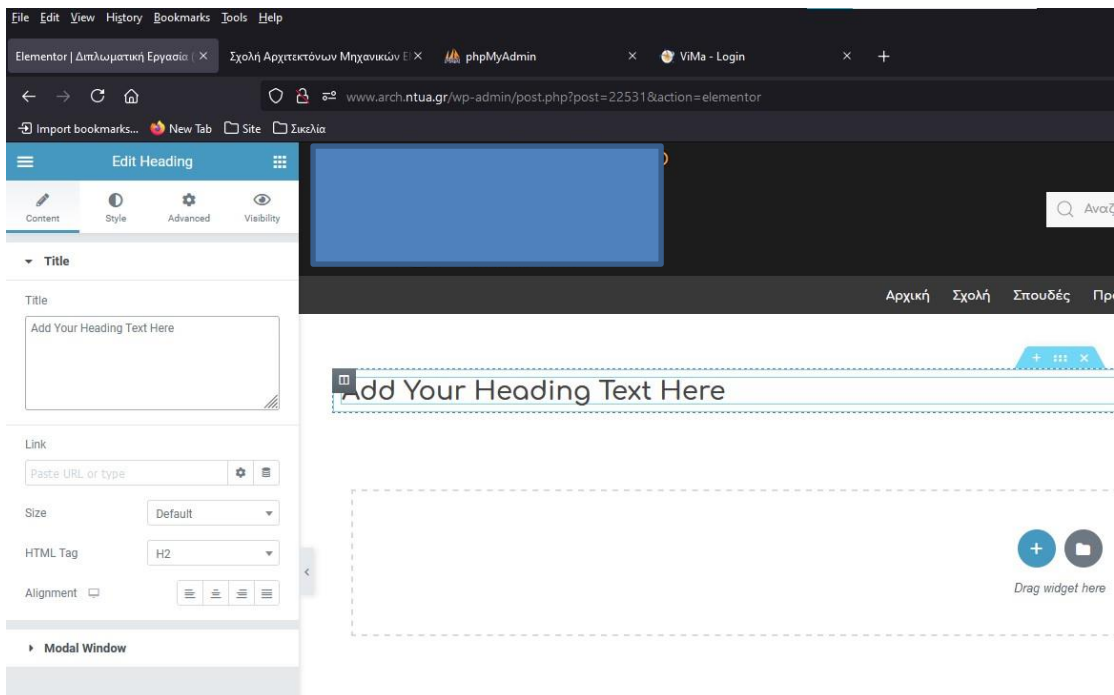 File Edit View History Bookmarks Tools Help
Elementor | Διπλωματική Εργασία (
Σχολή Αρχιτεκτόνων Μηχανικών Ε
phpMyAdmin
ViMa - Login
www.arch.ntua.gr/wp-admin/post.php?post=22531&action=elementor
Import bookmarks... New Tab Site Σικελία
Edit Heading
Content Style Advanced Visibility
Αναζ
Title
Αρχική Σχολή Σπουδές Προ
Title
Add Your Heading Text Here
Add Your Heading Text Here
Link
Paste URL or type
Size Default
HTML Tag H2
Alignment
Drag widget here
Modal Window